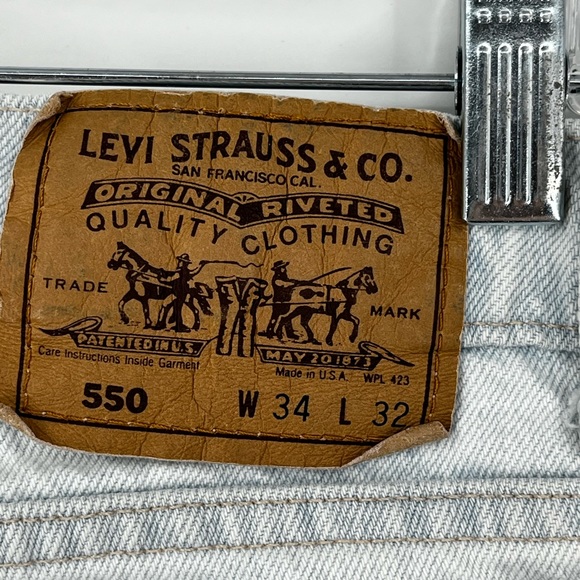 LEVI STRAUSS & CO.
SAN FRANCISCO CAL.
ORIGINAL RIVETED
QUALITY CLOTHING
TRADE MARK
PATENTED IN U.S. MAY 20 1873
Care Instructions Inside Garment Made in U.S.A. WPL 423
550 W 34 L 32